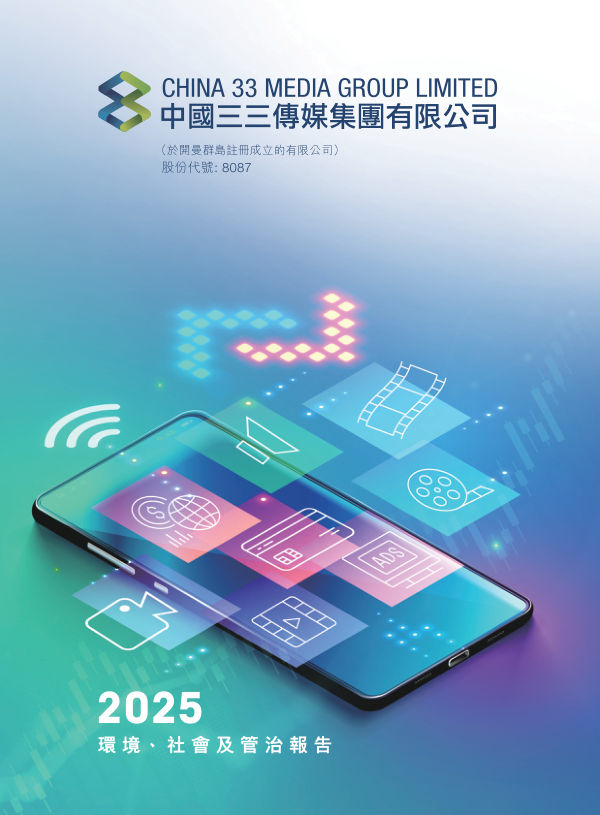 CHINA 33 MEDIA GROUP LIMITED
中國三三傳媒集團有限公司
（於開曼群島註冊成立的有限公司）
股份代號: 8087
$
ADS
2025
環境、社會及管治報告